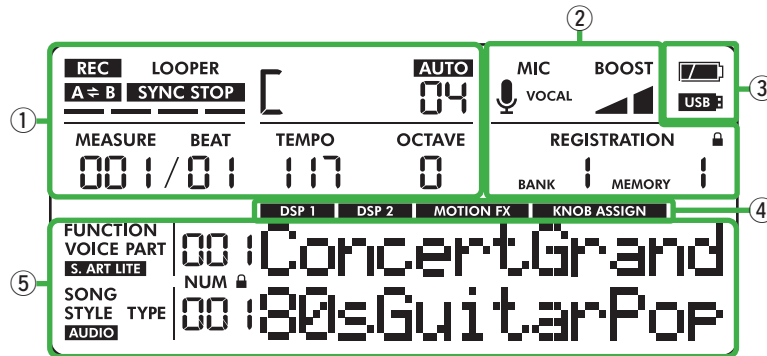 ②
REC LOOPER AUTO MIC BOOST
A⇌B SYNC STOP C 04 VOCAL USB ③
①
MEASURE BEAT TEMPO OCTAVE REGISTRATION
001/01 117 0 BANK 1 MEMORY 1
DSP 1 DSP 2 MOTION FX KNOB ASSIGN ④
FUNCTION
VOICE PART 001 ConcertGrand
S. ART LITE
⑤ NUM
SONG
STYLE TYPE 001 80sGuitarPop
AUDIO